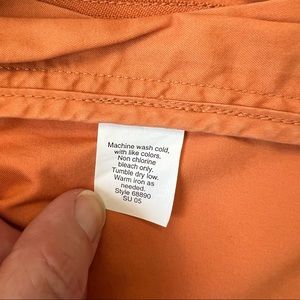 Machine wash cold,
with like colors.
Non chlorine
bleach only.
Tumble dry low.
Warm iron as
needed.
Style 68890
SU 05